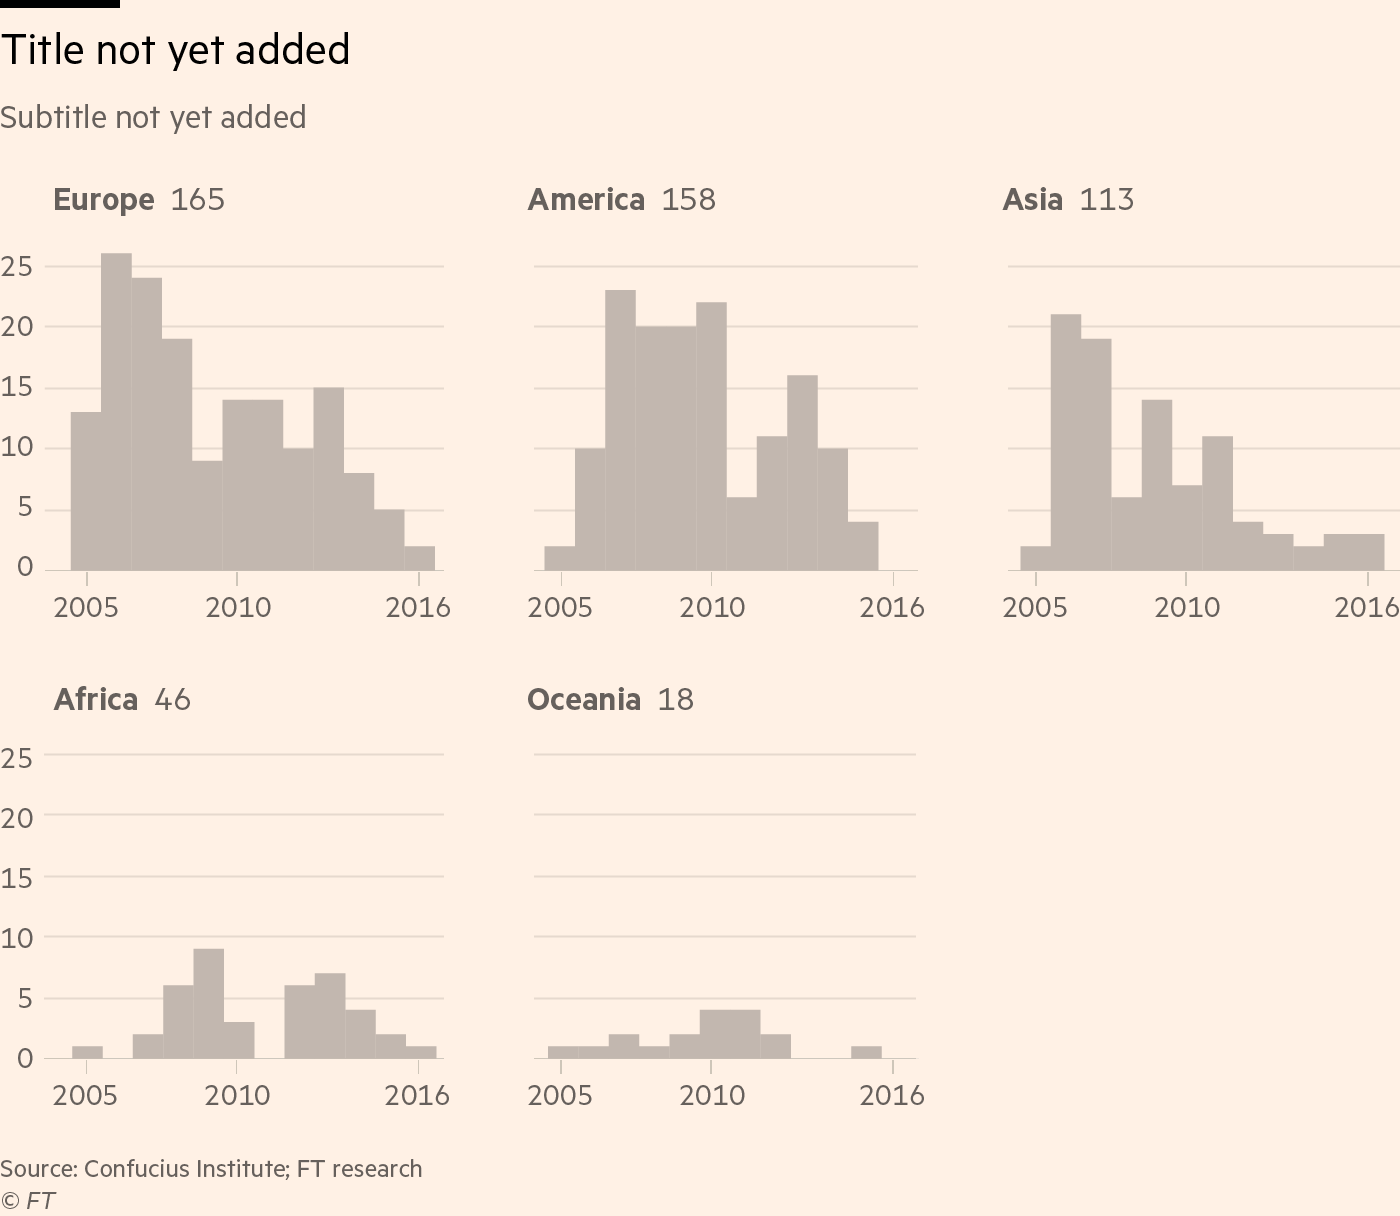 Title not yet added
Subtitle not yet added
Europe 165
America 158
Asia 113
25
20
15
10
5
0
2005 2010 2016
2005 2010 2016
2005 2010 2016
Africa 46
Oceania 18
25
20
15
10
5
0
2005 2010 2016
2005 2010 2016
Source: Confucius Institute; FT research
© FT